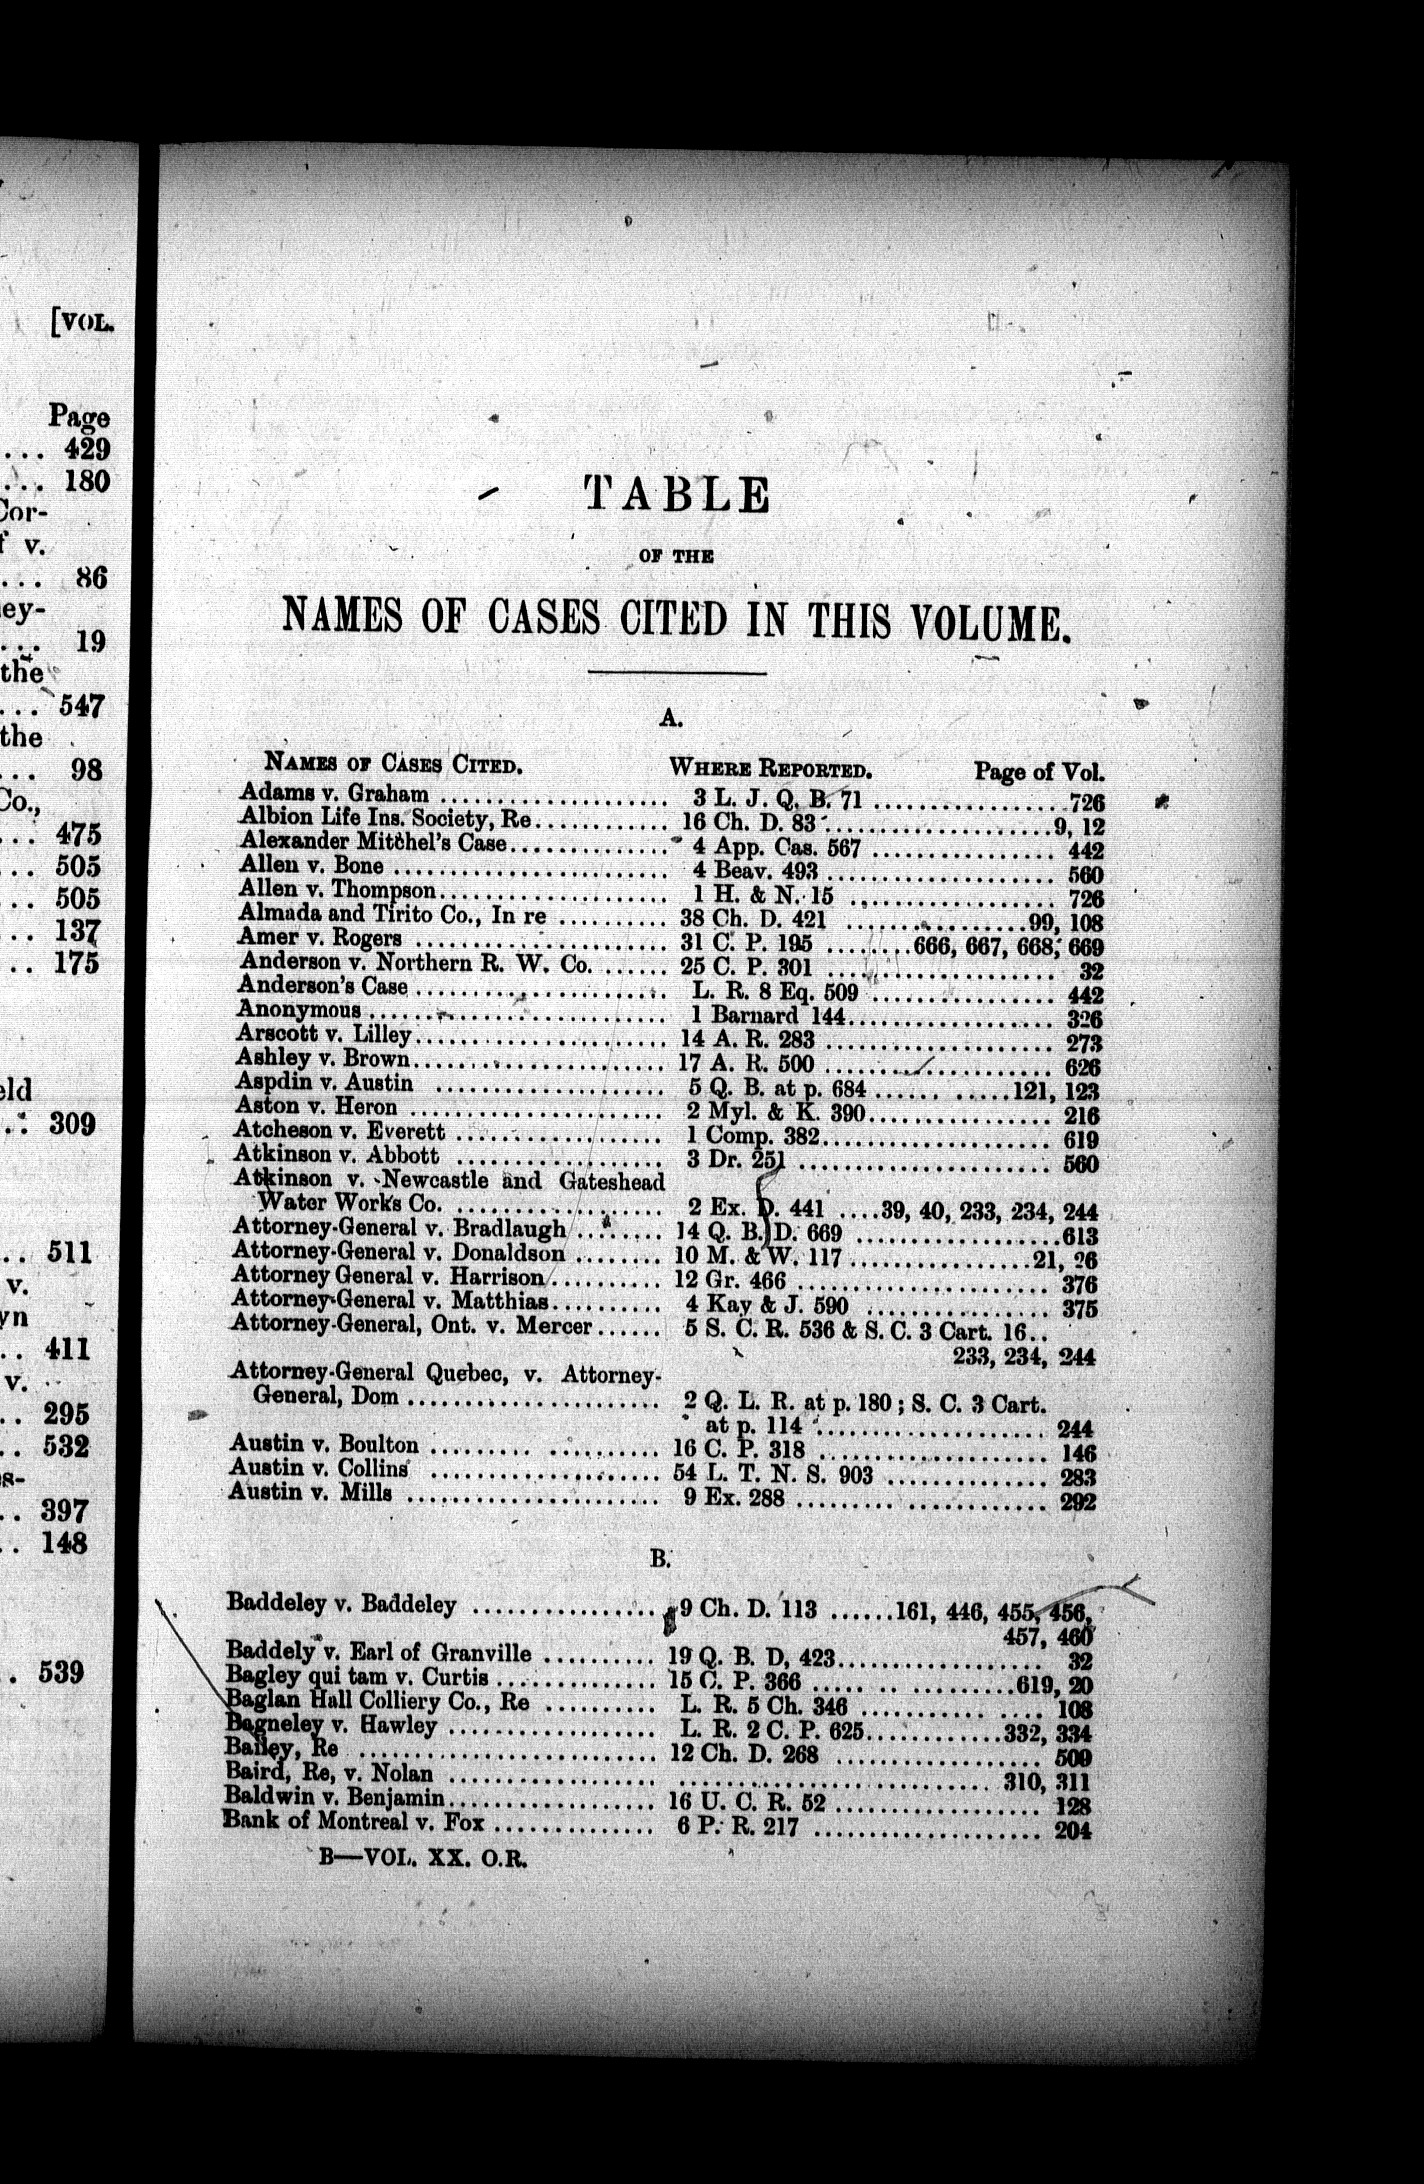 [VOL.
Page
... 429
... 180
Cor-
f v.
... 86
ey-
... 19
the
... 547
the
... 98
Co.,
... 475
.. 505
.. 505
.. 137
.. 175
eld
.. 309
.. 511
v.
yn
.. 411
v.
.. 295
.. 532
s-
.. 397
.. 148
. 539
TABLE
OF THE
NAMES OF CASES CITED IN THIS VOLUME.
A.
NAMES OF CASES CITED. WHERE REPORTED. Page of Vol.
Adams v. Graham .................... 3 L. J. Q. B. 71 ................. 726
Albion Life Ins. Society, Re............ 16 Ch. D. 83 ....................9, 12
Alexander Mitchel's Case.............. 4 App. Cas. 567 ................ 442
Allen v. Bone ........................ 4 Beav. 493 .................... 560
Allen v. Thompson.................... 1 H. & N. 15 .................. 726
Almada and Tirito Co., In re .......... 38 Ch. D. 421 ................99, 108
Amer v. Rogers ...................... 31 C. P. 195 ........666, 667, 668, 669
Anderson v. Northern R. W. Co. ...... 25 C. P. 301 .................... 32
Anderson's Case ...................... L. R. 8 Eq. 509 ................ 442
Anonymous .......................... 1 Barnard 144.................. 326
Arscott v. Lilley...................... 14 A. R. 283 .................... 273
Ashley v. Brown...................... 17 A. R. 500 .................... 626
Aspdin v. Austin .................... 5 Q. B. at p. 684 ...... .....121, 123
Aston v. Heron ...................... 2 Myl. & K. 390................ 216
Atcheson v. Everett .................. 1 Comp. 382.................... 619
Atkinson v. Abbott .................. 3 Dr. 251 ...................... 560
Atkinson v. Newcastle and Gateshead
Water Works Co. .................. 2 Ex. D. 441 ....39, 40, 233, 234, 244
Attorney-General v. Bradlaugh ........ 14 Q. B. D. 669 ..................613
Attorney-General v. Donaldson ........ 10 M. & W. 117................21, 26
Attorney General v. Harrison.......... 12 Gr. 466 ...................... 376
Attorney-General v. Matthias.......... 4 Kay & J. 590 ................ 375
Attorney-General, Ont. v. Mercer...... 5 S. C. R. 536 & S. C. 3 Cart. 16..
233, 234, 244
Attorney-General Quebec, v. Attorney-
General, Dom ...................... 2 Q. L. R. at p. 180 ; S. C. 3 Cart.
at p. 114 .................... 244
Austin v. Boulton ......... .......... 16 C. P. 318 .................... 146
Austin v. Collins .................... 54 L. T. N. S. 903 .............. 283
Austin v. Mills ...................... 9 Ex. 288 ......... ............ 292
B.
Baddeley v. Baddeley ................ 9 Ch. D. 113 ......161, 446, 455, 456,
457, 460
Baddely v. Earl of Granville .......... 19 Q. B. D, 423.................. 32
Bagley qui tam v. Curtis .............. 15 C. P. 366 ....... . .........619, 20
Baglan Hall Colliery Co., Re .......... L. R. 5 Ch. 346 ............ .... 108
Bagneley v. Hawley .................. L. R. 2 C. P. 625............332, 334
Bailey, Re .......................... 12 Ch. D. 268 .................. 509
Baird, Re, v. Nolan .................. ........................... 310, 311
Baldwin v. Benjamin.................. 16 U. C. R. 52 .................. 128
Bank of Montreal v. Fox .............. 6 P. R. 217 .................... 204
B—VOL. XX. O.R.